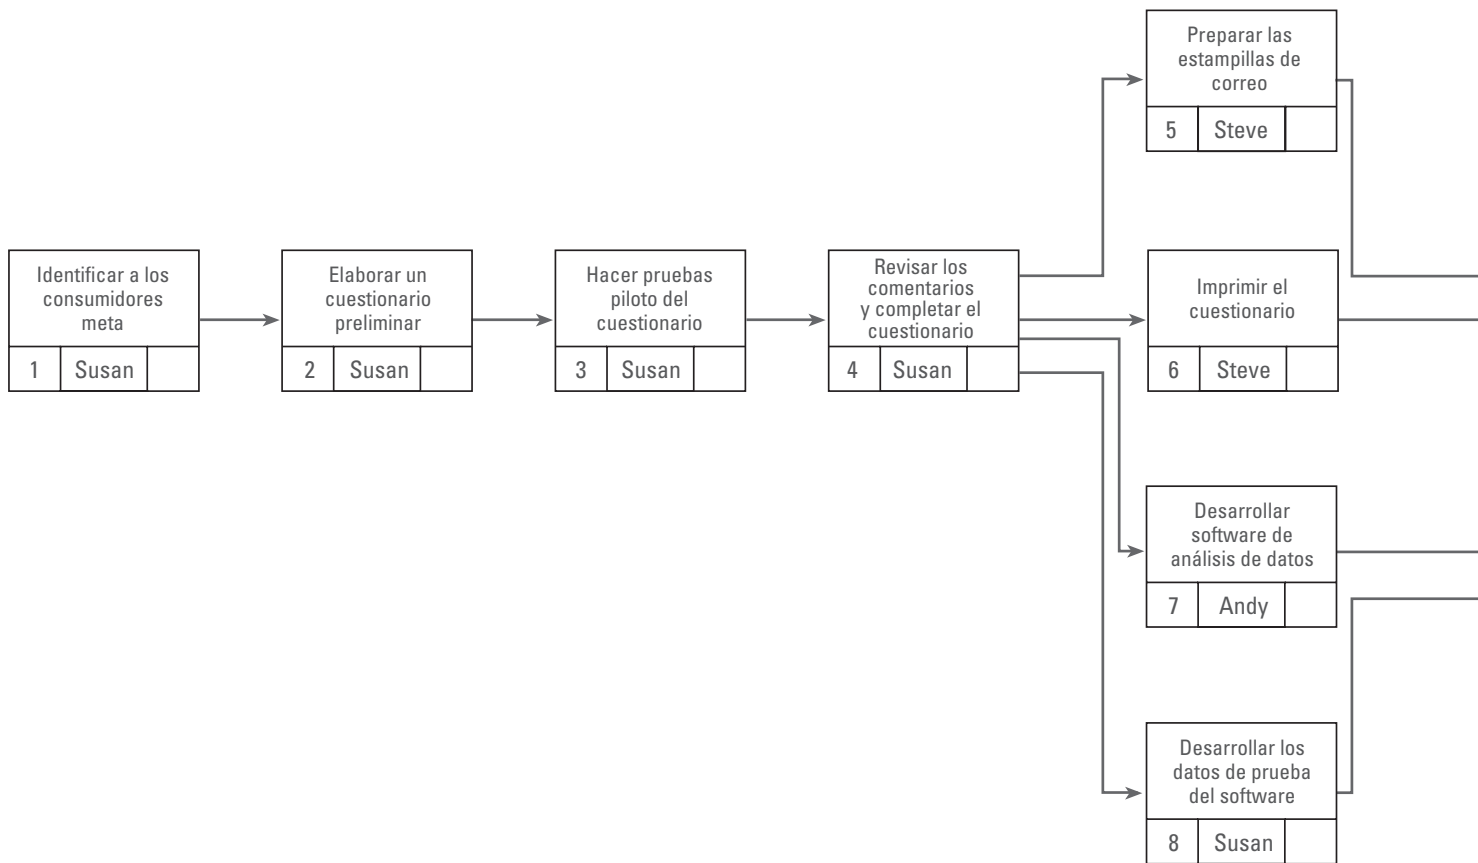 Preparar las
estampillas de
correo
5 Steve
Identificar a los
consumidores
meta
1 Susan
Elaborar un
cuestionario
preliminar
2 Susan
Hacer pruebas
piloto del
cuestionario
3 Susan
Revisar los
comentarios
y completar el
cuestionario
4 Susan
Imprimir el
cuestionario
6 Steve
Desarrollar
software de
análisis de datos
7 Andy
Desarrollar los
datos de prueba
del software
8 Susan